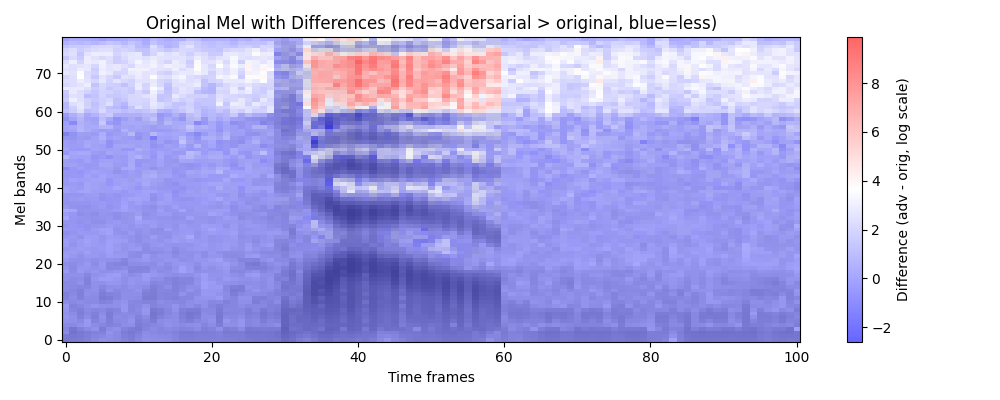 Original Mel with Differences (red=adversarial > original, blue=less)
Mel bands
70
60
50
40
30
20
10
0
0 20 40 60 80 100
Time frames
8
6
4
2
0
−2
Difference (adv - orig, log scale)